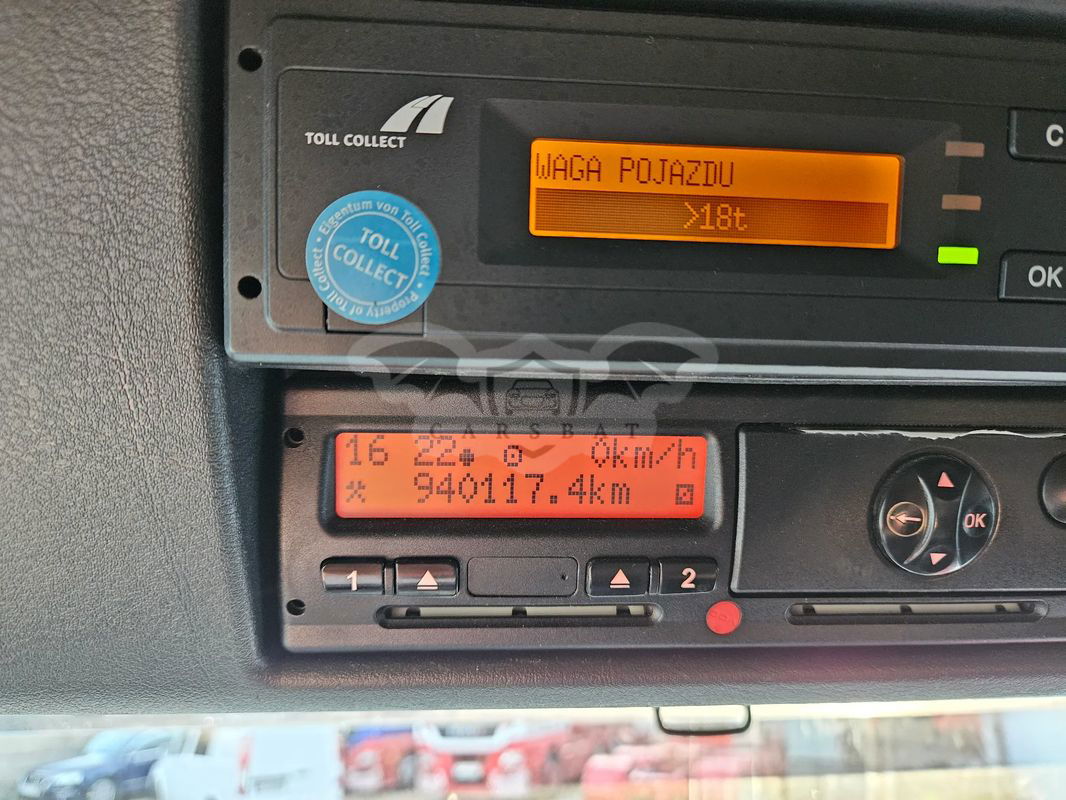 TOLL COLLECT
WAGA POJAZDU
>18t
C
OK
• Eigentum von Toll Collect •
TOLL
COLLECT
Property of Toll Collect
CARSBAT
16 22 0km/h
940117.4km
OK
1 2